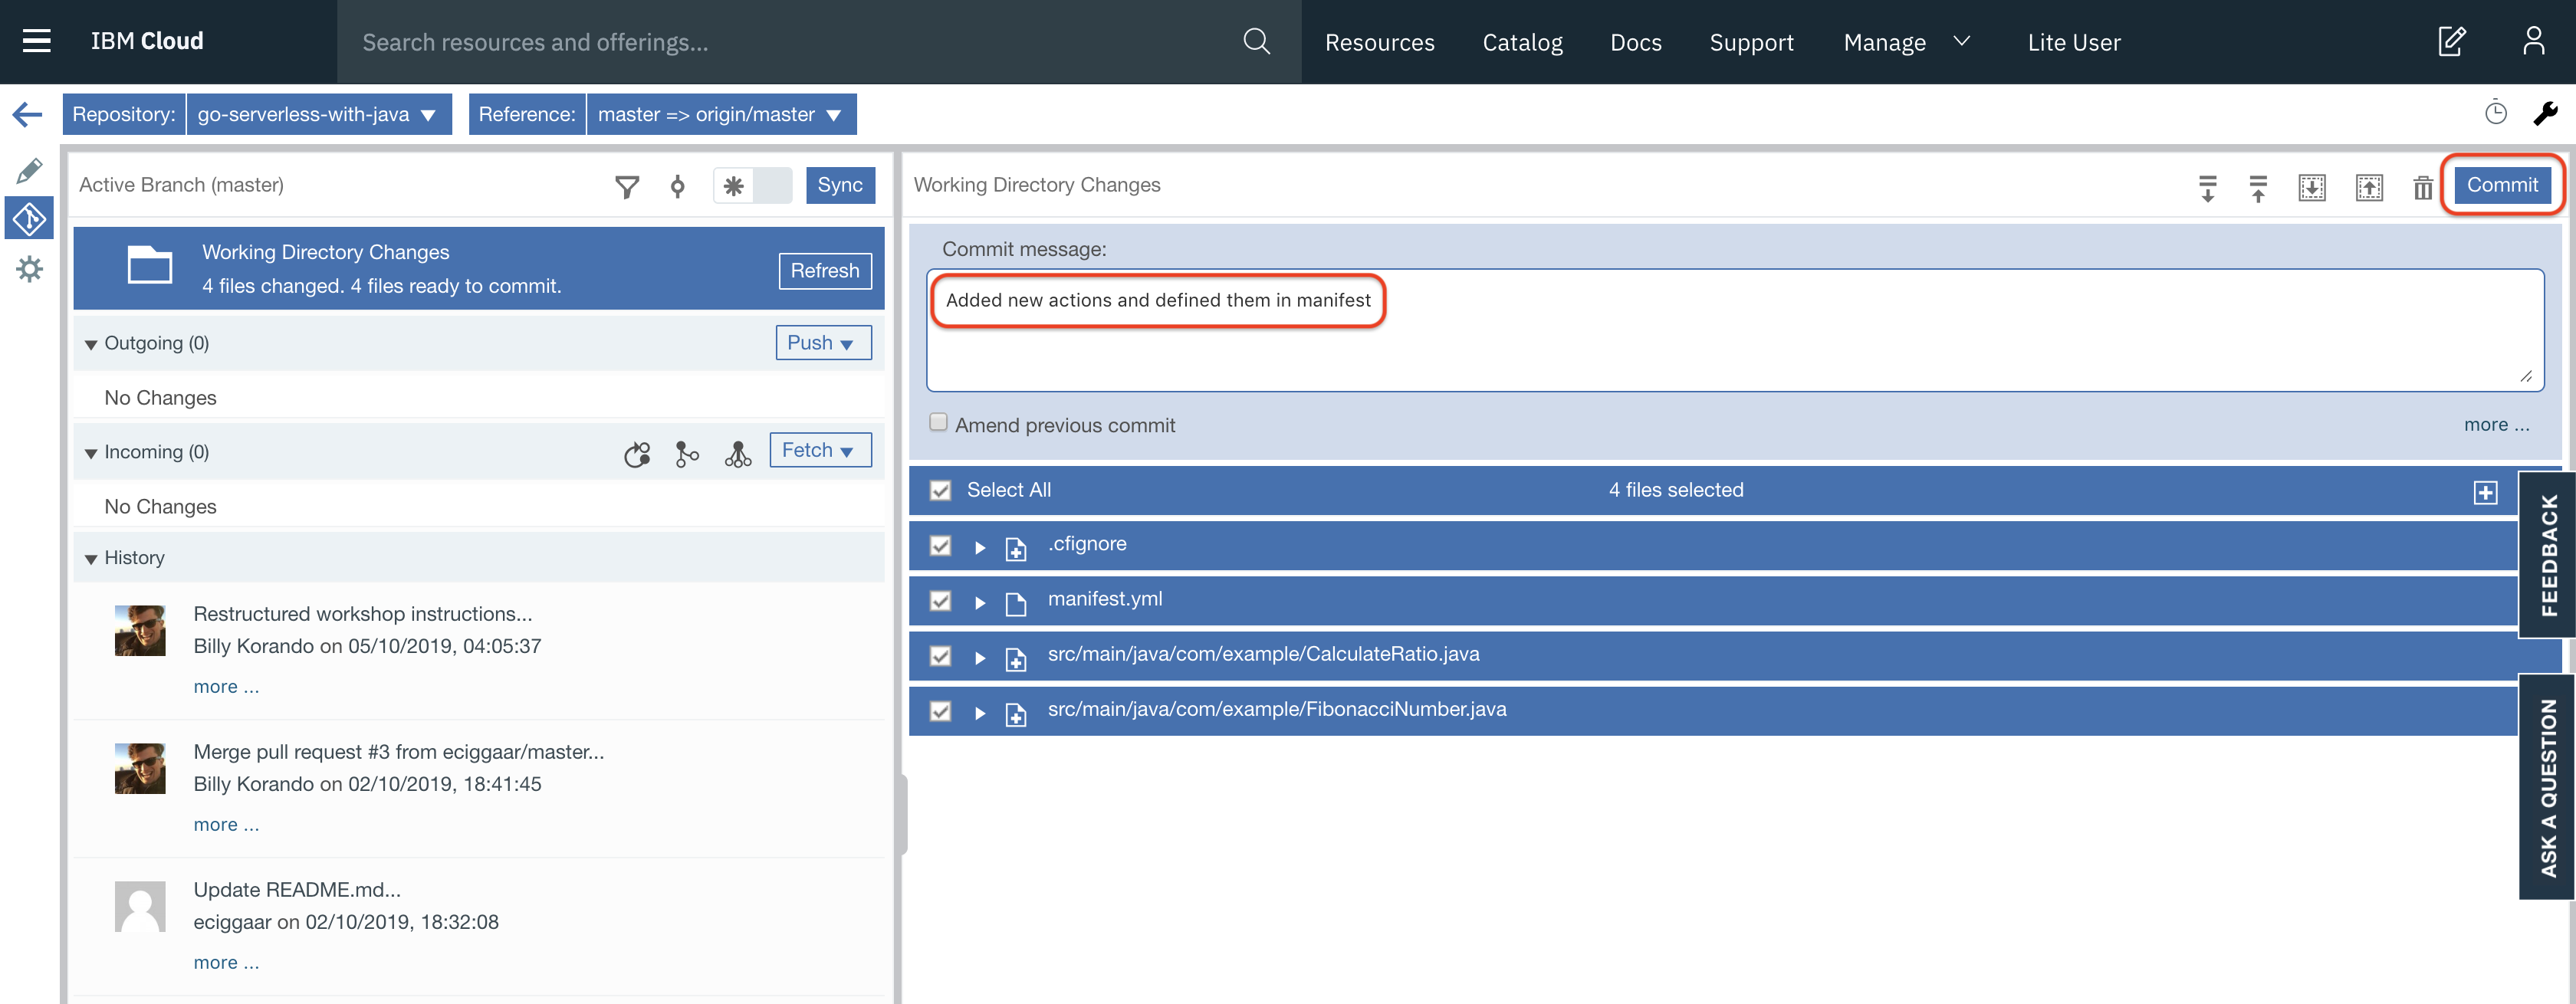 IBM Cloud
Search resources and offerings...
Resources
Catalog
Docs
Support
Manage
Lite User
Repository:
go-serverless-with-java
Reference:
master => origin/master
Active Branch (master)
Sync
Working Directory Changes
4 files changed. 4 files ready to commit.
Refresh
Outgoing (0)
Push
No Changes
Incoming (0)
Fetch
No Changes
History
Restructured workshop instructions...
Billy Korando on 05/10/2019, 04:05:37
more ...
Merge pull request #3 from eciggaar/master...
Billy Korando on 02/10/2019, 18:41:45
more ...
Update README.md...
eciggaar on 02/10/2019, 18:32:08
more ...
Working Directory Changes
Commit
Commit message:
Added new actions and defined them in manifest
Amend previous commit
more ...
Select All
4 files selected
.cfignore
manifest.yml
src/main/java/com/example/CalculateRatio.java
src/main/java/com/example/FibonacciNumber.java
FEEDBACK
ASK A QUESTION